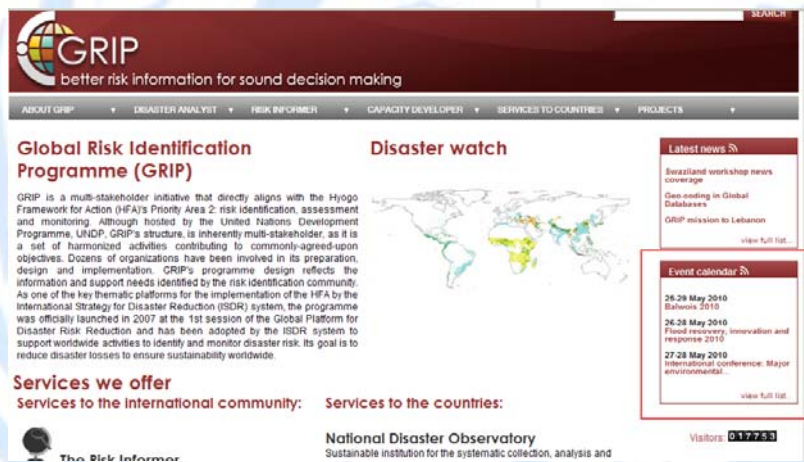 SEARCH
GRIP
better risk information for sound decision making
ABOUT GRIP
DISASTER ANALYST
RISK INFORMER
CAPACITY DEVELOPER
SERVICES TO COUNTRIES
PROJECTS
Global Risk Identification
Programme (GRIP)
GRIP is a multi-stakeholder initiative that directly aligns with the Hyogo
Framework for Action (HFA)'s Priority Area 2: risk identification, assessment
and monitoring. Although hosted by the United Nations Development
Programme, UNDP, GRIP's structure, is inherently multi-stakeholder, as it is
a set of harmonized activities contributing to commonly-agreed-upon
objectives. Dozens of organizations have been involved in its preparation,
design and implementation. GRIP's programme design reflects the
information and support needs identified by the risk identification community.
As one of the key thematic platforms for the implementation of the HFA by the
International Strategy for Disaster Reduction (ISDR) system, the programme
was officially launched in 2007 at the 1st session of the Global Platform for
Disaster Risk Reduction and has been adopted by the ISDR system to
support worldwide activities to identify and monitor disaster risk. Its goal is to
reduce disaster losses to ensure sustainability worldwide.
Disaster watch
Latest news
Swaziland workshop news
coverage
Geo-coding in Global
Databases
GRIP mission to Lebanon
view full list...
Event calendar
25-29 May 2010
Balwois 2010
26-28 May 2010
Flood recovery, innovation and
response 2010
27-28 May 2010
International conference: Major
environmental...
view full list...
Services we offer
Services to the international community:
The Risk Informer
Services to the countries:
National Disaster Observatory
Sustainable institution for the systematic collection, analysis and
Visitors: 017753